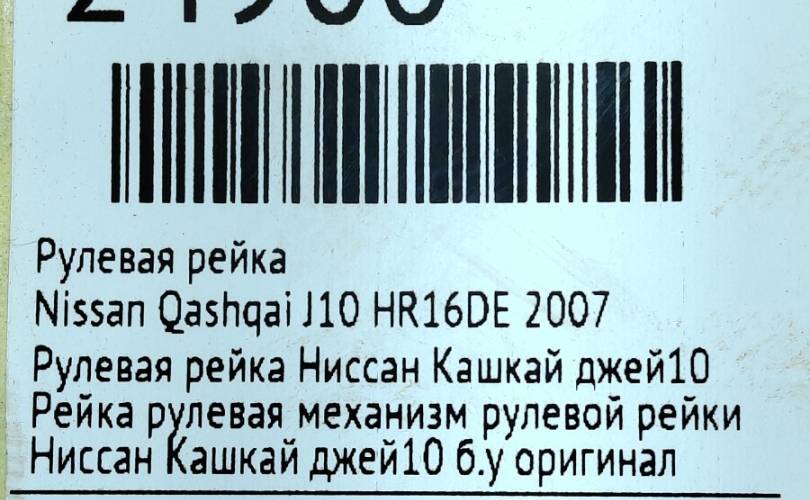 Рулевая рейка
Nissan Qashqai J10 HR16DE 2007
Рулевая рейка Ниссан Кашкай джей10
Рейка рулевая механизм рулевой рейки
Ниссан Кашкай джей10 б.у оригинал